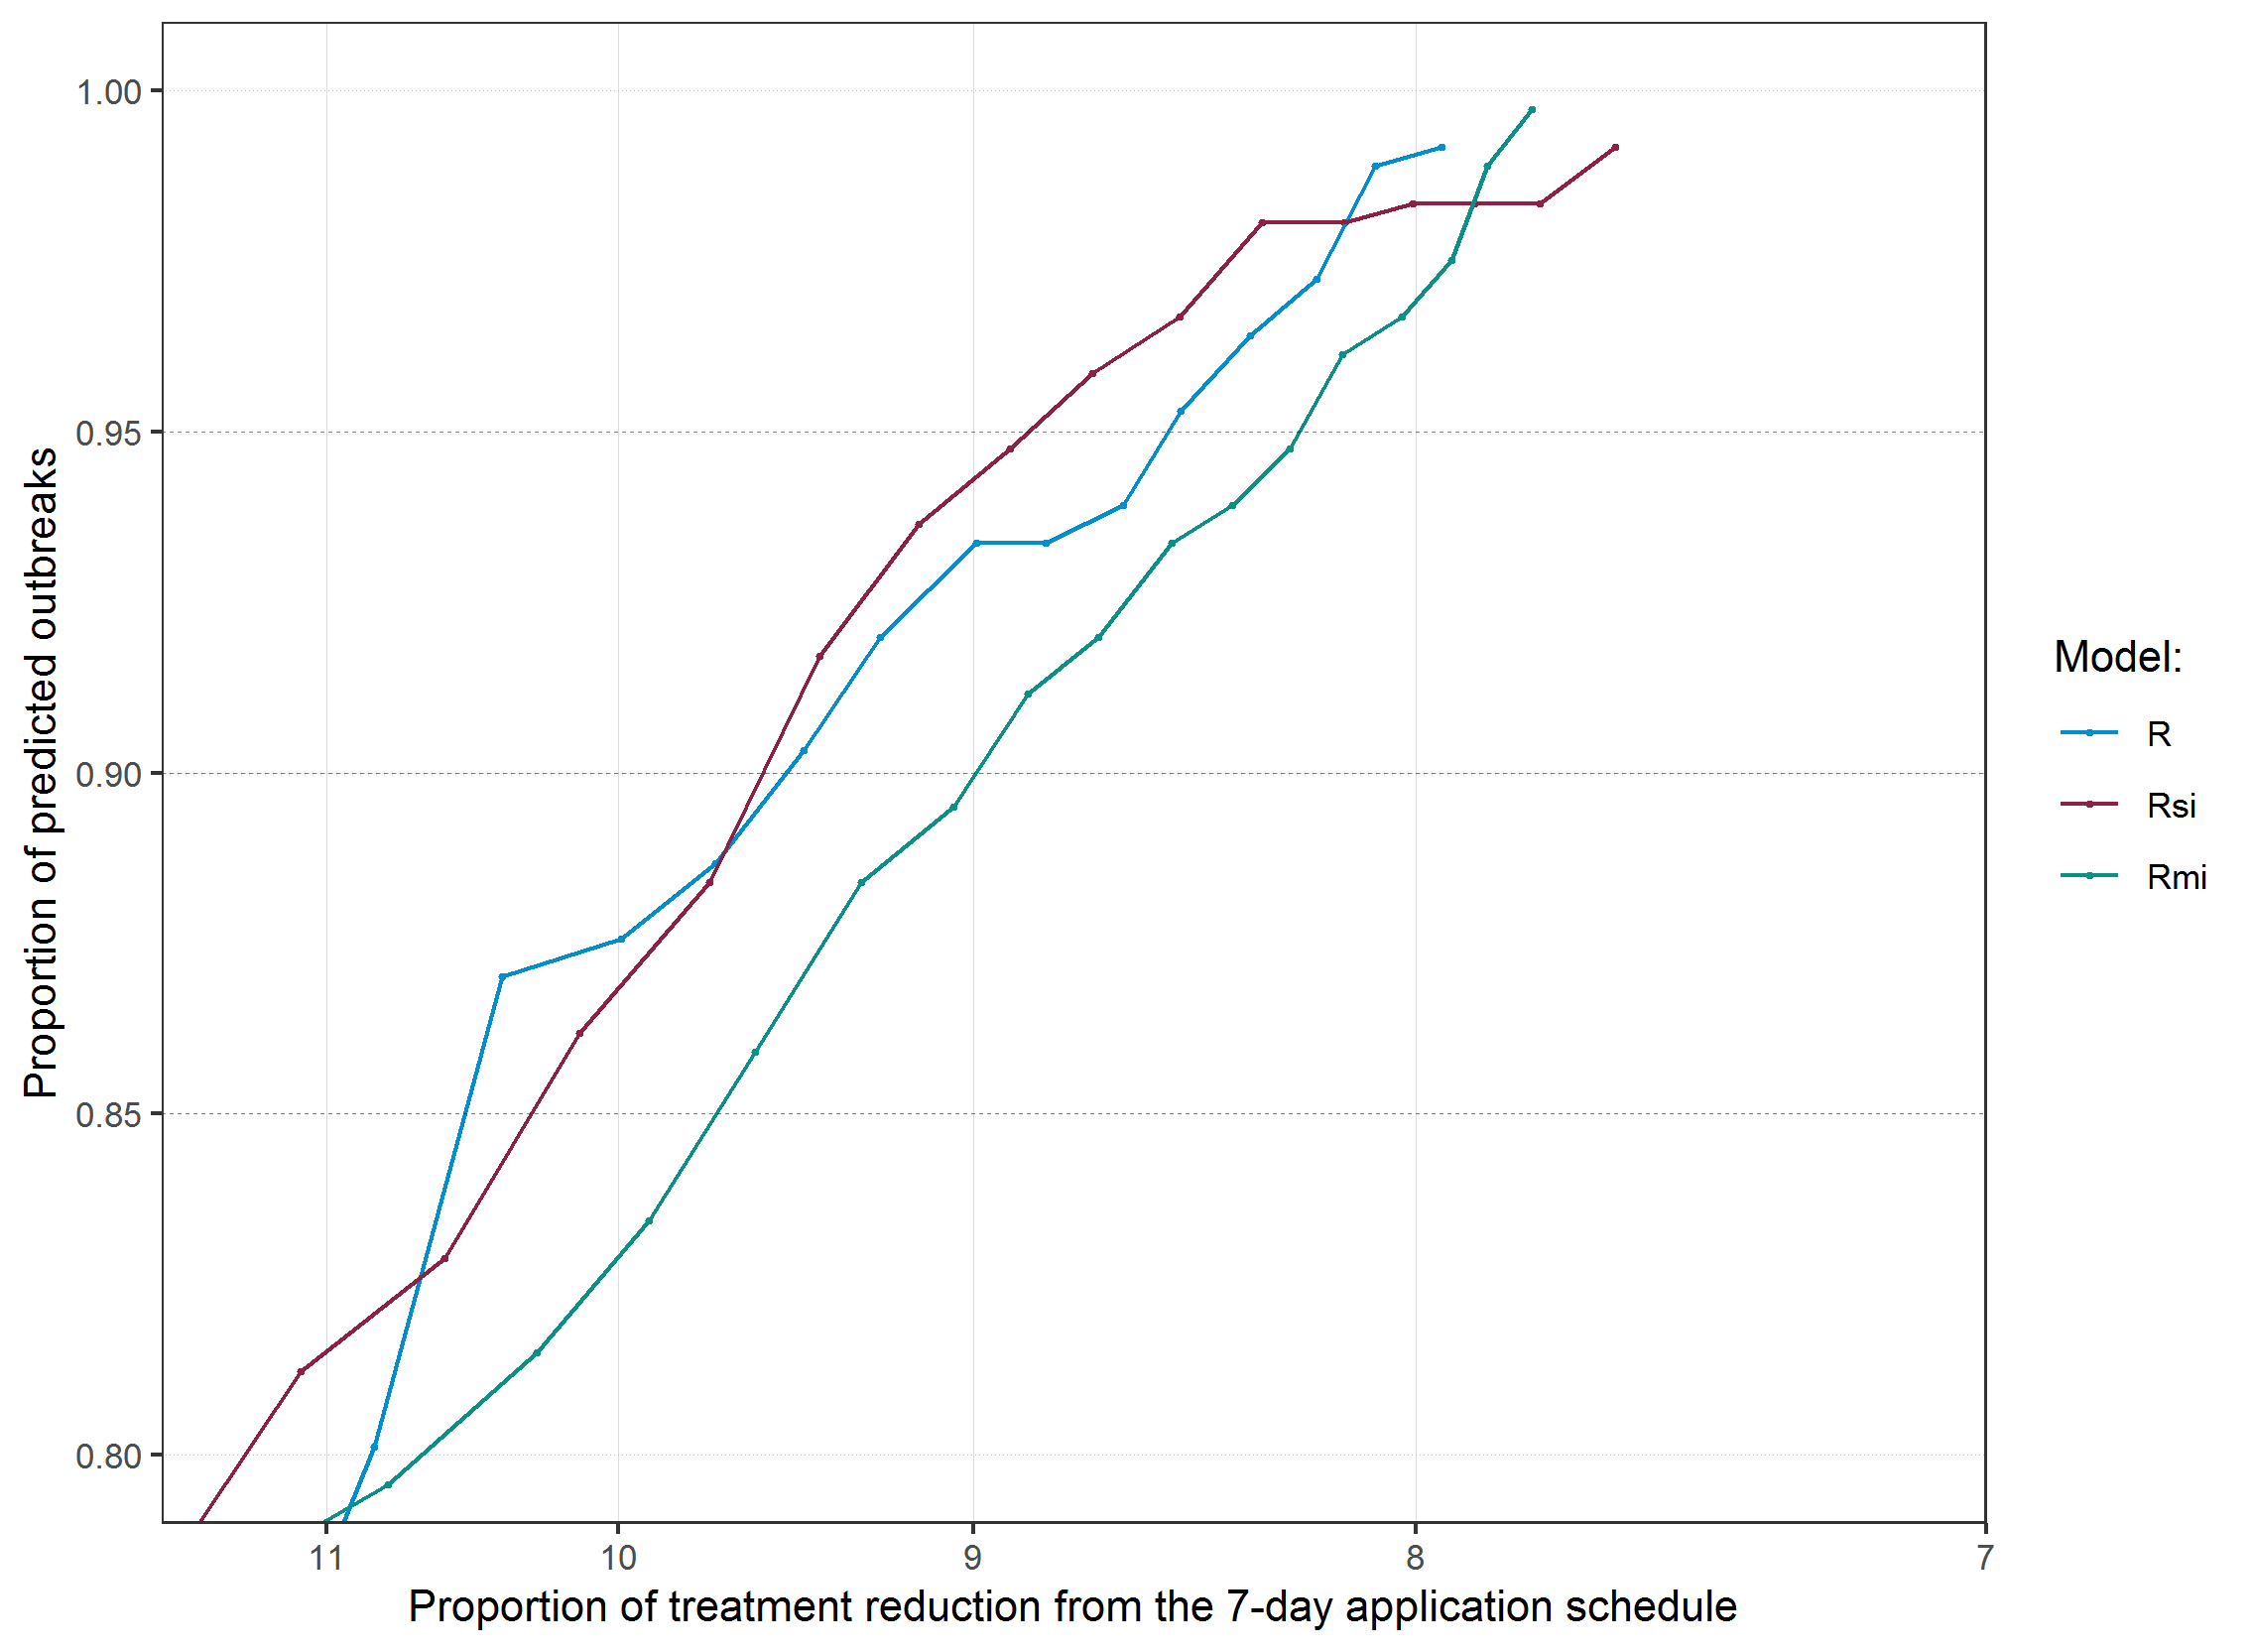 1.00
0.95
0.90
0.85
0.80
Proportion of predicted outbreaks
11 10 9 8 7
Proportion of treatment reduction from the 7-day application schedule
Model:
R
Rsi
Rmi